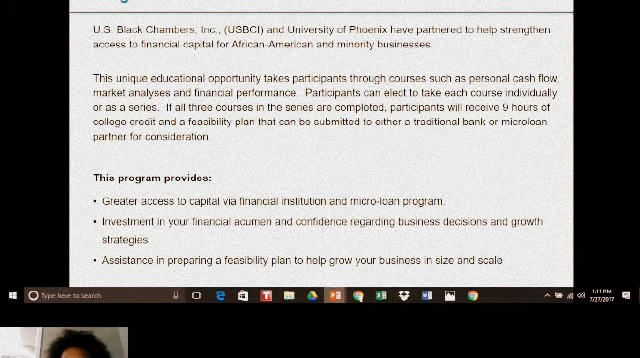 U.S. Black Chambers, Inc., (USBCI) and University of Phoenix have partnered to help strengthen
access to financial capital for African-American and minority businesses.
This unique educational opportunity takes participants through courses such as personal cash flow,
market analyses and financial performance. Participants can elect to take each course individually
or as a series. If all three courses in the series are completed, participants will receive 9 hours of
college credit and a feasibility plan that can be submitted to either a traditional bank or microloan
partner for consideration.
This program provides:
• Greater access to capital via financial institution and micro-loan program.
• Investment in your financial acumen and confidence regarding business decisions and growth
strategies
• Assistance in preparing a feasibility plan to help grow your business in size and scale
Type here to search
1:11 PM
7/27/2017